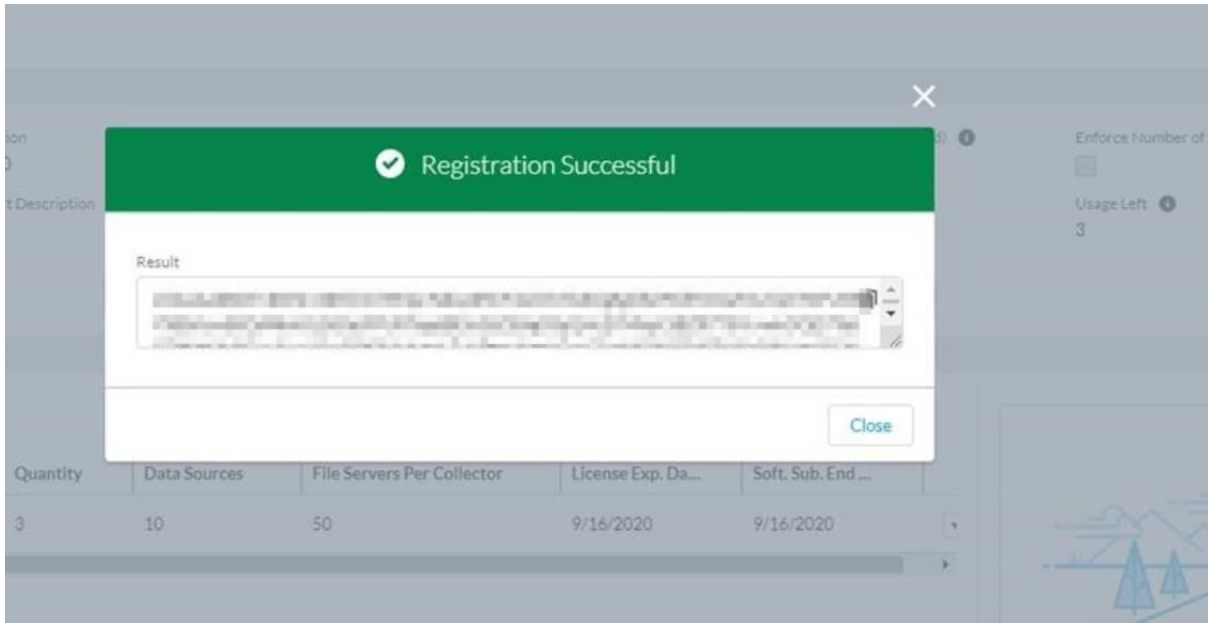 Registration Successful
Result
Close
Enforce Number of
Description
Usage Left
3
Quantity
Data Sources
File Servers Per Collector
License Exp. Da...
Soft. Sub. End ...
3
10
50
9/16/2020
9/16/2020